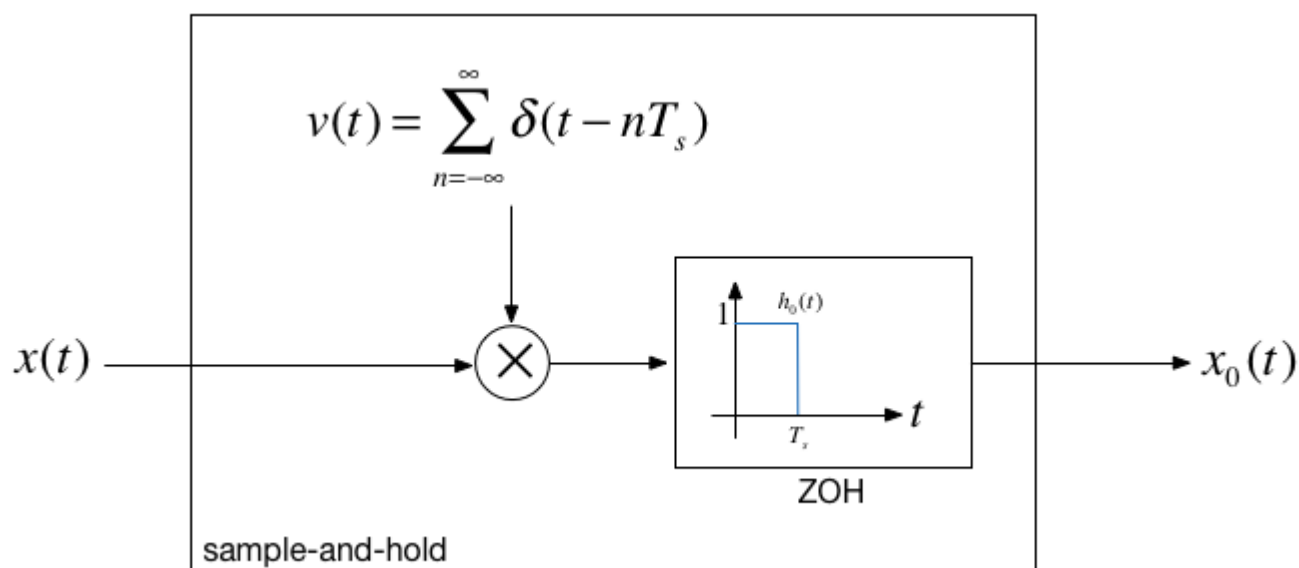 ∞
v(t) = ∑ δ(t − nT_s)
n=−∞
x(t)
×
1
h_0(t)
t
T_s
x_0(t)
ZOH
sample-and-hold